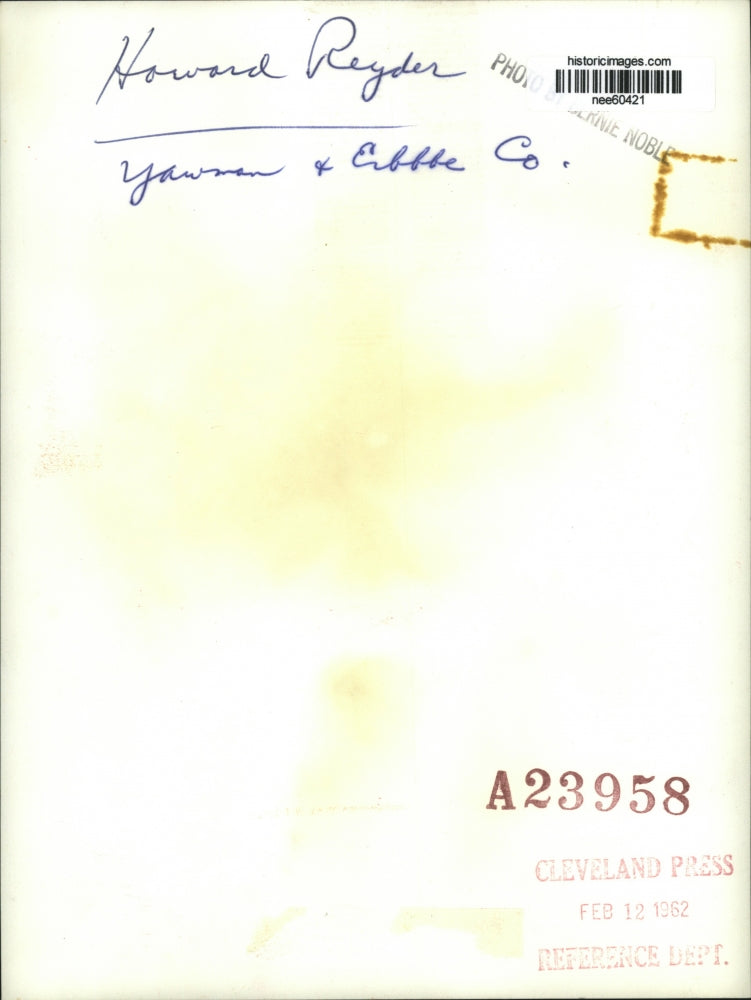 Howard Reyder
Yawman & Erbbbe Co.
PHOTO BY BERNIE NOBLE
historicimages.com
nee60421
A23958
CLEVELAND PRESS
FEB 12 1962
REFERENCE DEPT.